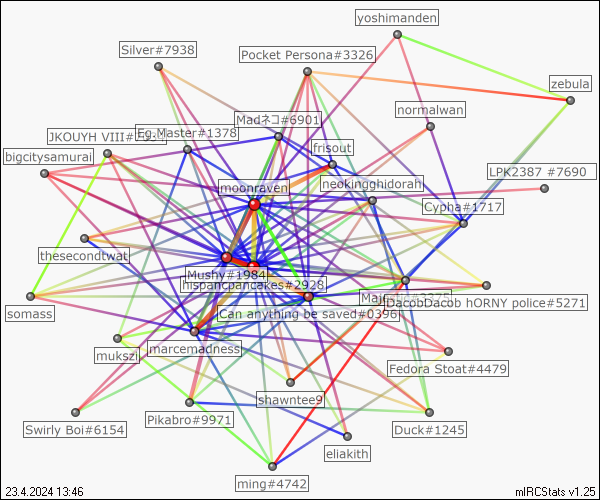 yoshimanden
Silver#7938
Pocket Persona#3326
zebula
normalwan
Madネコ#6901
JKOUYH VIII#
Eg.Master#1378
frisout
bigcitysamurai
LPK2387 #7690
moonraven
neokingghidorah
Cypha#1717
thesecondtwat
Mushy#1984
hispancpancakes#2928
somass
DacobDacob hORNY police#5271
Can anything be saved#0396
mukszi
marcemadness
Fedora Stoat#4479
shawntee9
Swirly Boi#6154
Pikabro#9971
Duck#1245
eliakith
ming#4742
23.4.2024 13:46
mIRCStats v1.25